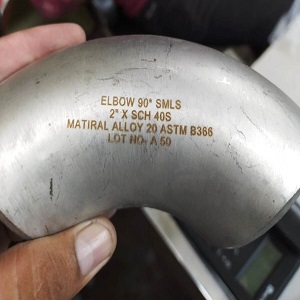 ELBOW 90° SMLS
2" X SCH 40S
MATIRAL ALLOY 20 ASTM B366
LOT NO- A 50